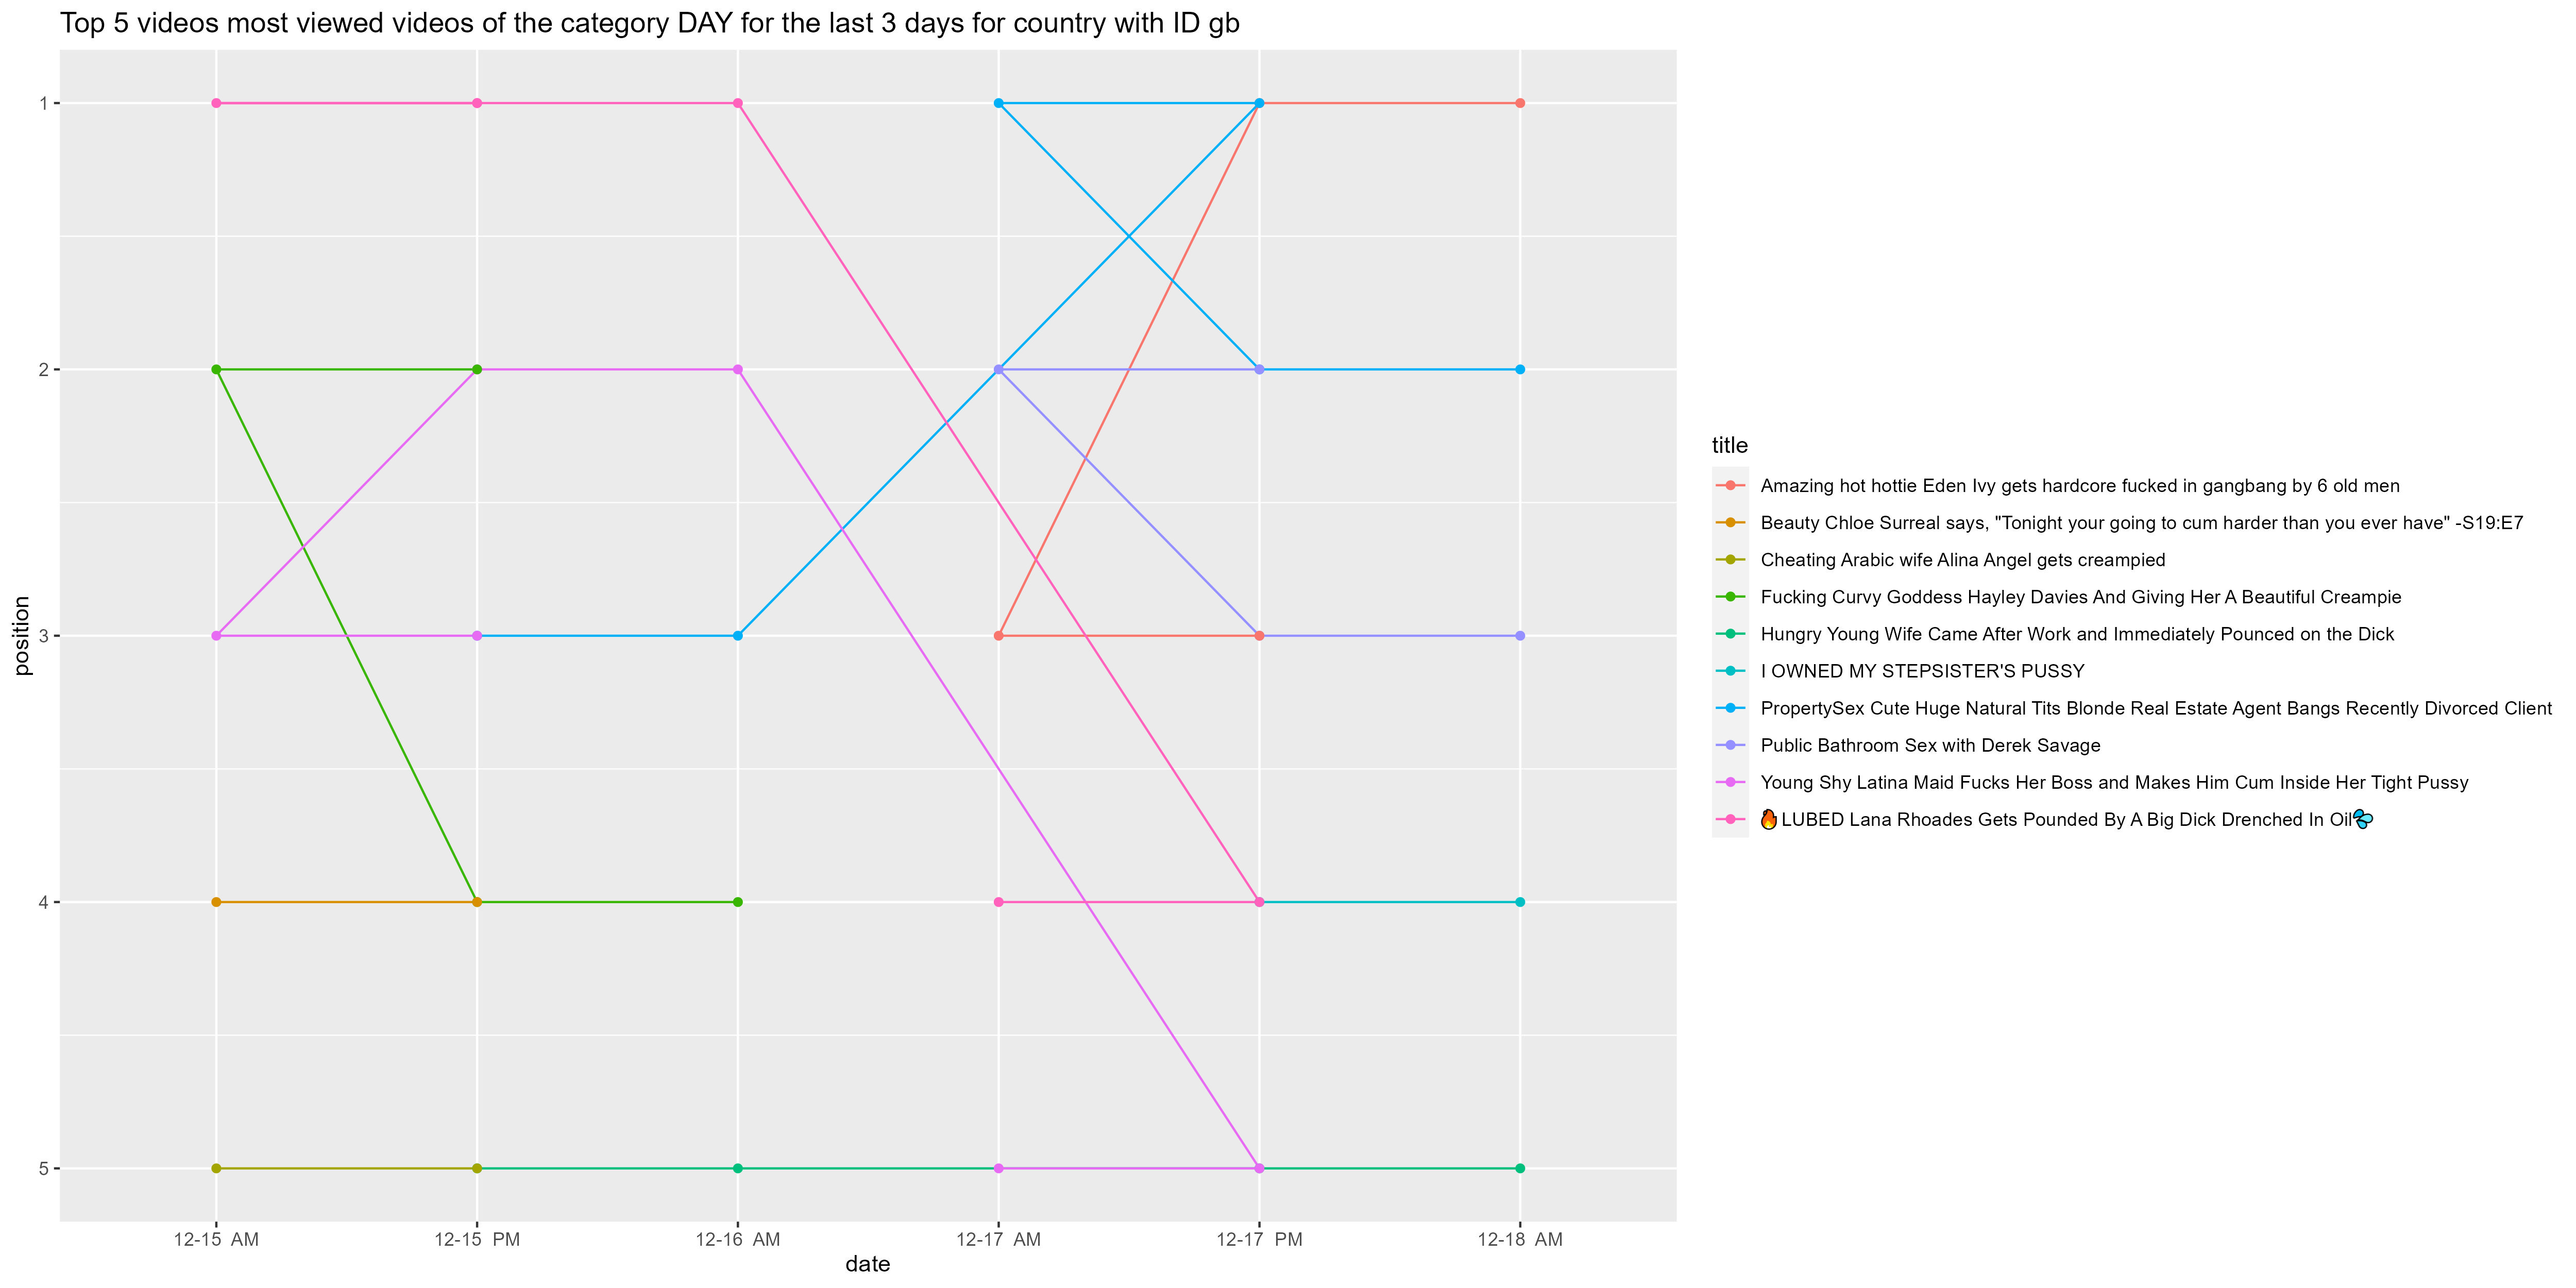 Top 5 videos most viewed videos of the category DAY for the last 3 days for country with ID gb
position
1
2
3
4
5
12-15 AM
12-15 PM
12-16 AM
12-17 AM
12-17 PM
12-18 AM
date
title
Amazing hot hottie Eden Ivy gets hardcore fucked in gangbang by 6 old men
Beauty Chloe Surreal says, "Tonight your going to cum harder than you ever have" -S19:E7
Cheating Arabic wife Alina Angel gets creampied
Fucking Curvy Goddess Hayley Davies And Giving Her A Beautiful Creampie
Hungry Young Wife Came After Work and Immediately Pounced on the Dick
I OWNED MY STEPSISTER'S PUSSY
PropertySex Cute Huge Natural Tits Blonde Real Estate Agent Bangs Recently Divorced Client
Public Bathroom Sex with Derek Savage
Young Shy Latina Maid Fucks Her Boss and Makes Him Cum Inside Her Tight Pussy
🔥LUBED Lana Rhoades Gets Pounded By A Big Dick Drenched In Oil💦